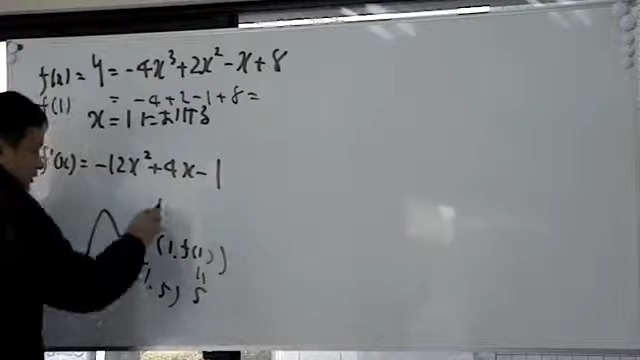 f(x) = y = -4x³+2x²-x+8
f(1) = -4+2-1+8=
x=1における
f'(x) = -12x²+4x-1
(1, f(1))
5) 5